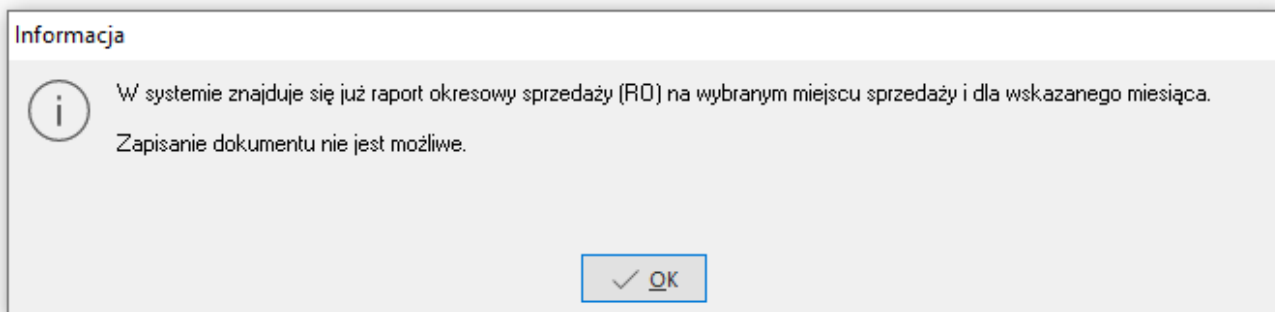 Informacja
W systemie znajduje się już raport okresowy sprzedaży (RO) na wybranym miejscu sprzedaży i dla wskazanego miesiąca.
Zapisanie dokumentu nie jest możliwe.
OK